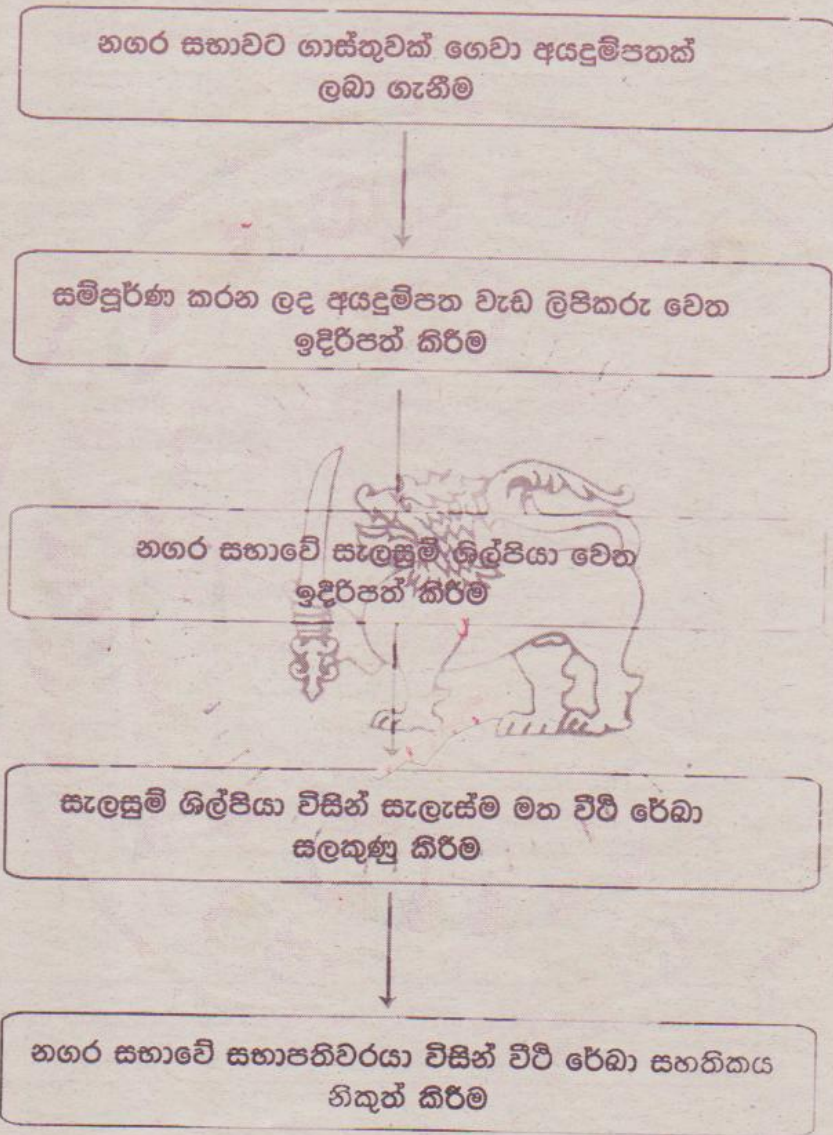 නගර සභාවට ගාස්තුවක් ගෙවා අයදුම්පතක්
ලබා ගැනීම
සම්පූර්ණ කරන ලද අයදුම්පත වැඩ ලිපිකරු වෙත
ඉදිරිපත් කිරීම
නගර සභාවේ සැලසුම් ශිල්පියා වෙත
ඉදිරිපත් කිරීම
සැලසුම් ශිල්පියා විසින් සැලැස්ම මත වීථි රේඛා
සලකුණු කිරීම
නගර සභාවේ සභාපතිවරයා විසින් වීථි රේඛා සහතිකය
නිකුත් කිරීම